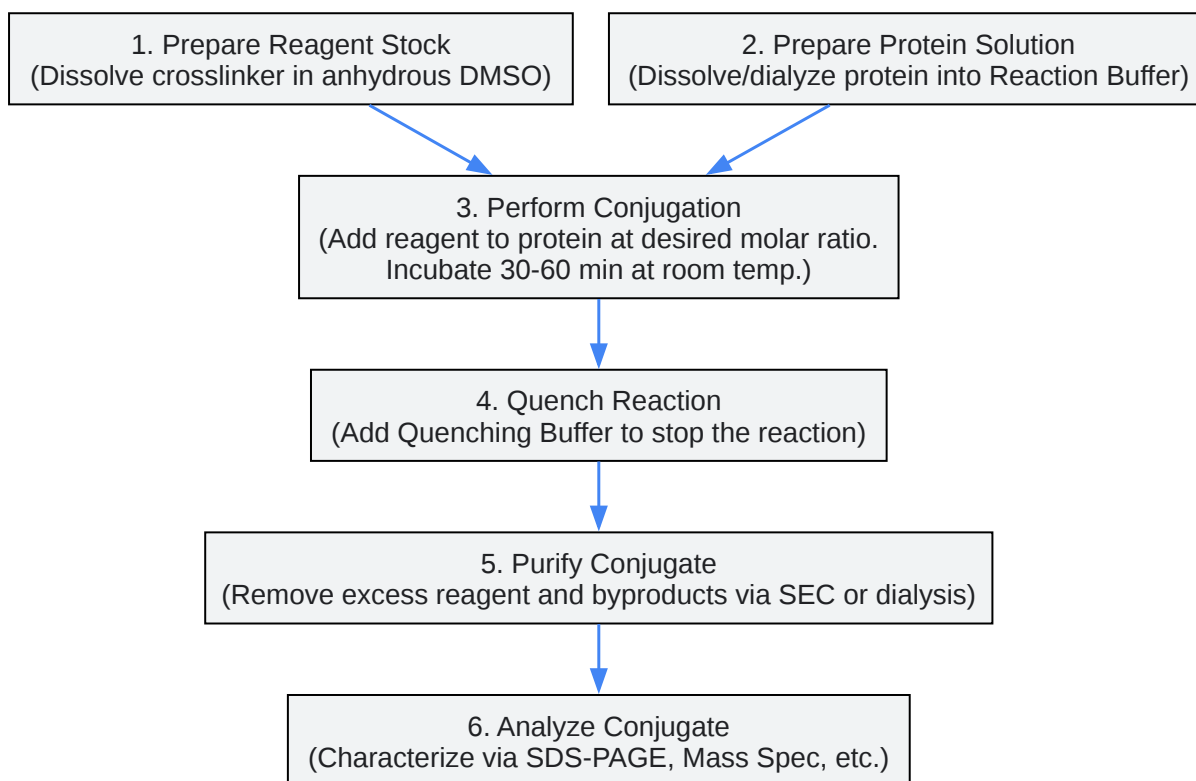 1. Prepare Reagent Stock
(Dissolve crosslinker in anhydrous DMSO)
2. Prepare Protein Solution
(Dissolve/dialyze protein into Reaction Buffer)
3. Perform Conjugation
(Add reagent to protein at desired molar ratio.
Incubate 30-60 min at room temp.)
4. Quench Reaction
(Add Quenching Buffer to stop the reaction)
5. Purify Conjugate
(Remove excess reagent and byproducts via SEC or dialysis)
6. Analyze Conjugate
(Characterize via SDS-PAGE, Mass Spec, etc.)